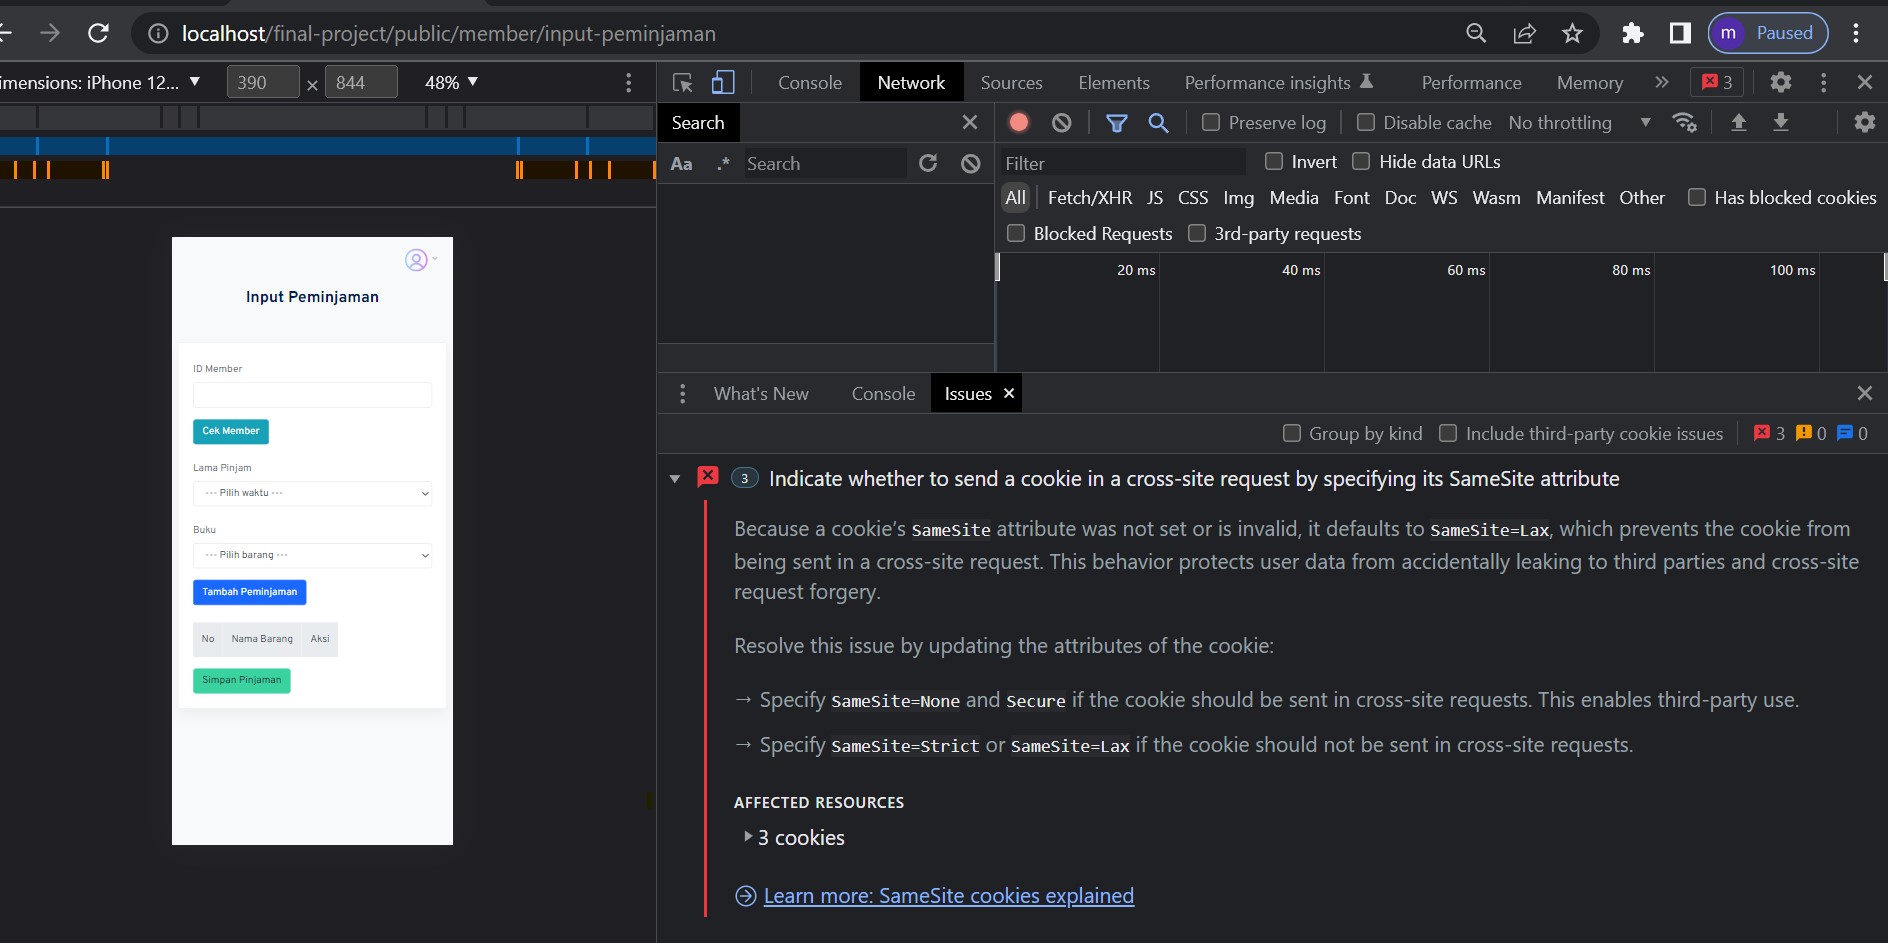 localhost/final-project/public/member/input-peminjaman
m Paused
imensions: iPhone 12... ▼ 390 × 844 48% ▼
Console Network Sources Elements Performance insights Performance Memory » 3
Search
Preserve log Disable cache No throttling ▼
Aa .* Search
Filter Invert Hide data URLs
All Fetch/XHR JS CSS Img Media Font Doc WS Wasm Manifest Other Has blocked cookies
Blocked Requests 3rd-party requests
20 ms 40 ms 60 ms 80 ms 100 ms
Input Peminjaman
ID Member
Cek Member
Lama Pinjam
--- Pilih waktu ---
Buku
--- Pilih barang ---
Tambah Peminjaman
No Nama Barang Aksi
Simpan Pinjaman
What's New Console Issues ×
Group by kind Include third-party cookie issues 3 0 0
3 Indicate whether to send a cookie in a cross-site request by specifying its SameSite attribute
Because a cookie’s SameSite attribute was not set or is invalid, it defaults to SameSite=Lax, which prevents the cookie from
being sent in a cross-site request. This behavior protects user data from accidentally leaking to third parties and cross-site
request forgery.
Resolve this issue by updating the attributes of the cookie:
→ Specify SameSite=None and Secure if the cookie should be sent in cross-site requests. This enables third-party use.
→ Specify SameSite=Strict or SameSite=Lax if the cookie should not be sent in cross-site requests.
AFFECTED RESOURCES
3 cookies
Learn more: SameSite cookies explained